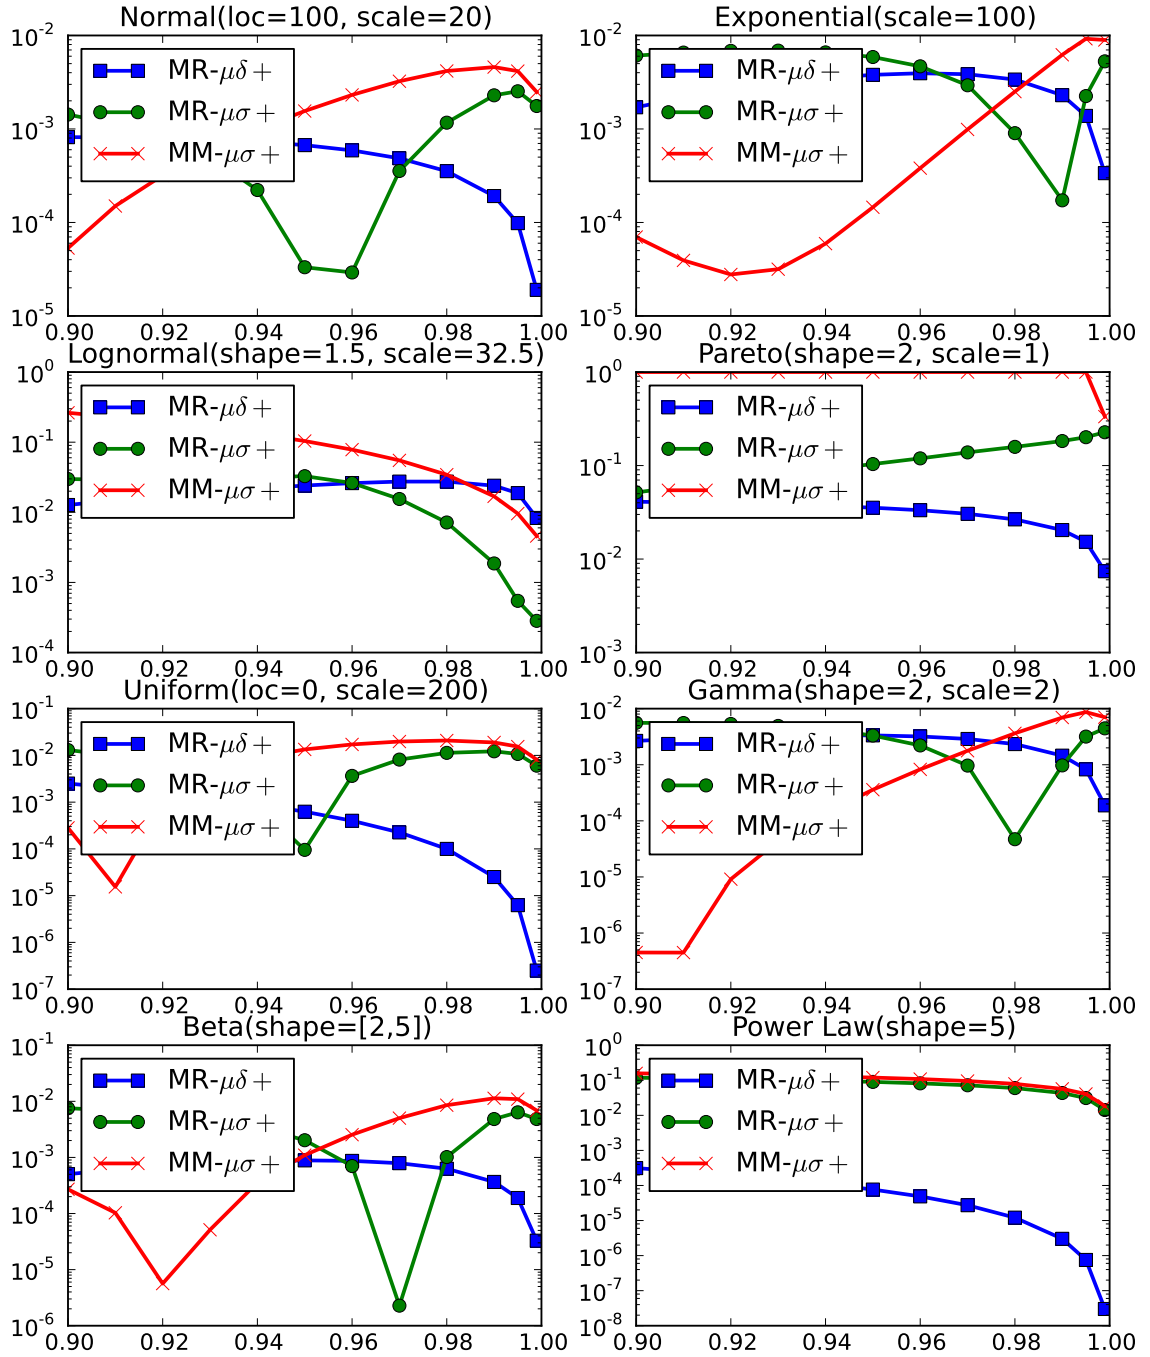 Normal(loc=100, scale=20)
10⁻²
10⁻³
10⁻⁴
10⁻⁵
MR-μδ+
MR-μσ+
MM-μσ+
0.90 0.92 0.94 0.96 0.98 1.00
Exponential(scale=100)
10⁻²
10⁻³
10⁻⁴
10⁻⁵
MR-μδ+
MR-μσ+
MM-μσ+
0.90 0.92 0.94 0.96 0.98 1.00
Lognormal(shape=1.5, scale=32.5)
10⁰
10⁻¹
10⁻²
10⁻³
10⁻⁴
MR-μδ+
MR-μσ+
MM-μσ+
0.90 0.92 0.94 0.96 0.98 1.00
Pareto(shape=2, scale=1)
10⁰
10⁻¹
10⁻²
10⁻³
MR-μδ+
MR-μσ+
MM-μσ+
0.90 0.92 0.94 0.96 0.98 1.00
Uniform(loc=0, scale=200)
10⁻¹
10⁻²
10⁻³
10⁻⁴
10⁻⁵
10⁻⁶
10⁻⁷
MR-μδ+
MR-μσ+
MM-μσ+
0.90 0.92 0.94 0.96 0.98 1.00
Gamma(shape=2, scale=2)
10⁻²
10⁻³
10⁻⁴
10⁻⁵
10⁻⁶
10⁻⁷
MR-μδ+
MR-μσ+
MM-μσ+
0.90 0.92 0.94 0.96 0.98 1.00
Beta(shape=[2,5])
10⁻¹
10⁻²
10⁻³
10⁻⁴
10⁻⁵
10⁻⁶
MR-μδ+
MR-μσ+
MM-μσ+
0.90 0.92 0.94 0.96 0.98 1.00
Power Law(shape=5)
10⁰
10⁻¹
10⁻²
10⁻³
10⁻⁴
10⁻⁵
10⁻⁶
10⁻⁷
10⁻⁸
MR-μδ+
MR-μσ+
MM-μσ+
0.90 0.92 0.94 0.96 0.98 1.00